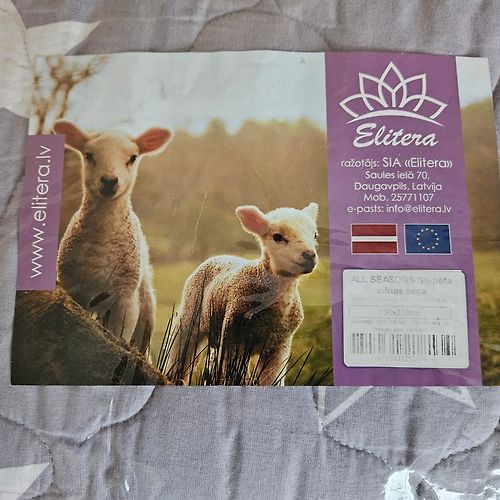 www.elitera.lv
Elitera
ražotājs: SIA «Elitera»
Saules ielā 70,
Daugavpils, Latvija
Mob. 25771107
e-pasts: info@elitera.lv
ALL SEASONS Stepēta
vilnas sega
150x210cm